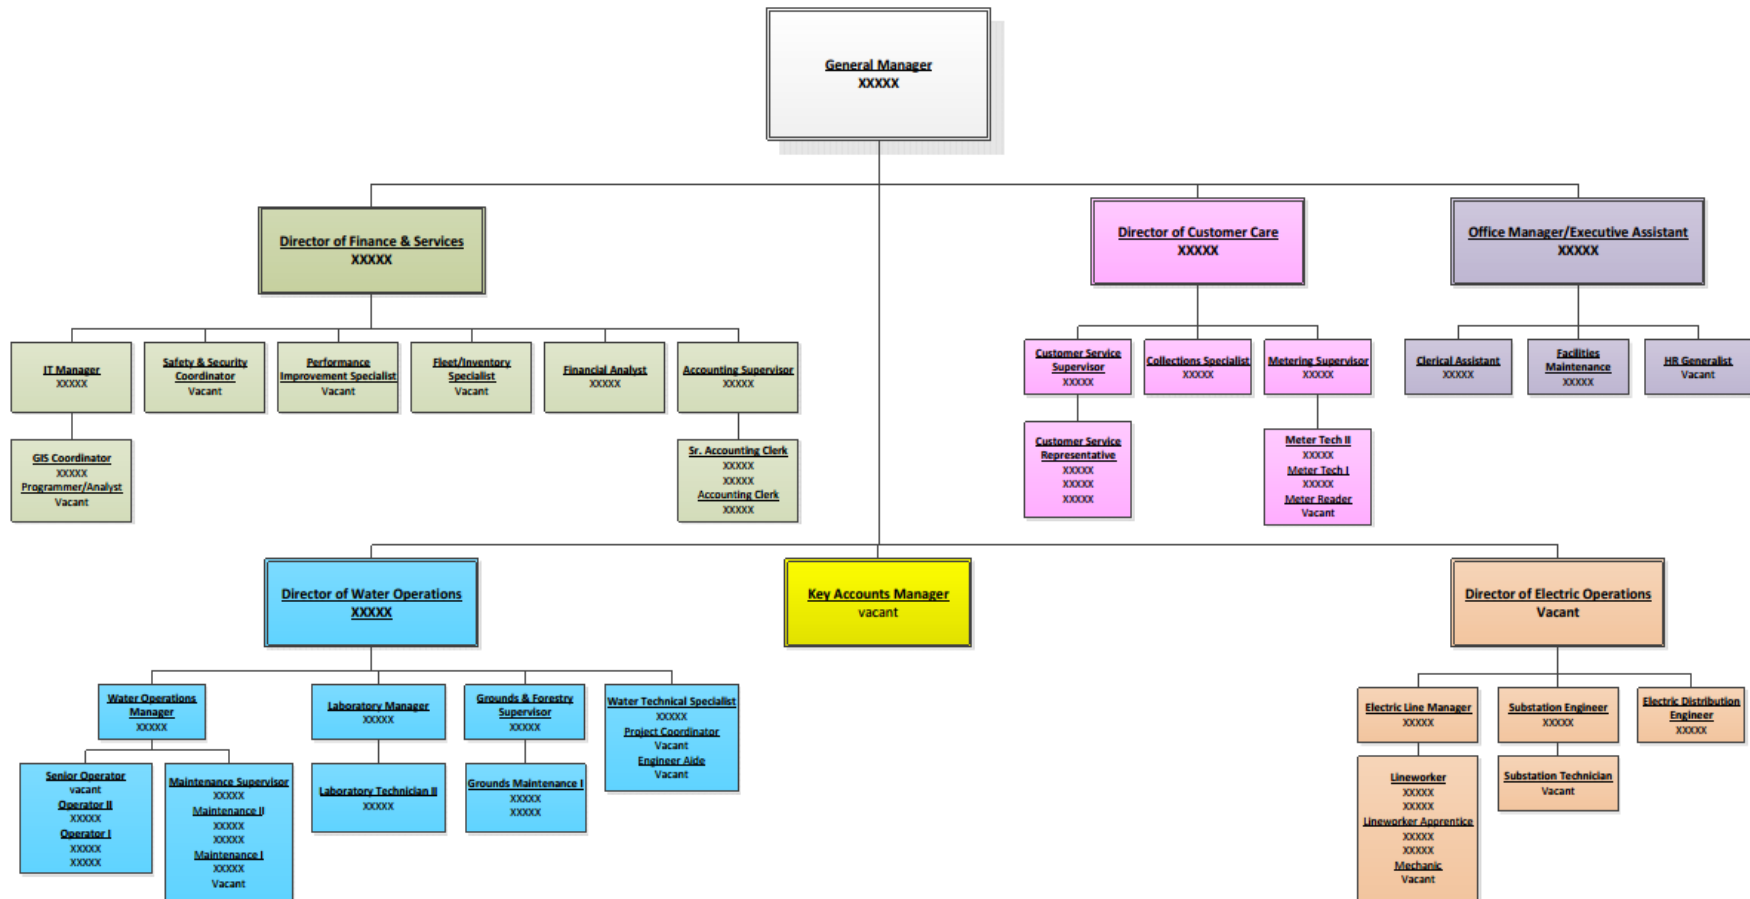 General Manager
XXXXX
Director of Finance & Services
XXXXX
Director of Customer Care
XXXXX
Office Manager/Executive Assistant
XXXXX
IT Manager
XXXXX
Safety & Security
Coordinator
Vacant
Performance
Improvement Specialist
Vacant
Fleet/Inventory
Specialist
Vacant
Financial Analyst
XXXXX
Accounting Supervisor
XXXXX
Customer Service
Supervisor
XXXXX
Collections Specialist
XXXXX
Metering Supervisor
XXXXX
Clerical Assistant
XXXXX
Facilities
Maintenance
XXXXX
HR Generalist
Vacant
GIS Coordinator
XXXXX
Programmer/Analyst
Vacant
Sr. Accounting Clerk
XXXXX
XXXXX
Accounting Clerk
XXXXX
Customer Service
Representative
XXXXX
XXXXX
XXXXX
Meter Tech II
XXXXX
Meter Tech I
XXXXX
Meter Reader
Vacant
Director of Water Operations
XXXXX
Key Accounts Manager
vacant
Director of Electric Operations
Vacant
Water Operations
Manager
XXXXX
Laboratory Manager
XXXXX
Grounds & Forestry
Supervisor
XXXXX
Water Technical Specialist
XXXXX
Project Coordinator
Vacant
Engineer Aide
Vacant
Electric Line Manager
XXXXX
Substation Engineer
XXXXX
Electric Distribution
Engineer
XXXXX
Senior Operator
vacant
Operator II
XXXXX
Operator I
XXXXX
XXXXX
Maintenance Supervisor
XXXXX
Maintenance II
XXXXX
XXXXX
Maintenance I
XXXXX
Vacant
Laboratory Technician II
XXXXX
Grounds Maintenance I
XXXXX
XXXXX
Lineworker
XXXXX
XXXXX
Lineworker Apprentice
XXXXX
XXXXX
Mechanic
Vacant
Substation Technician
Vacant